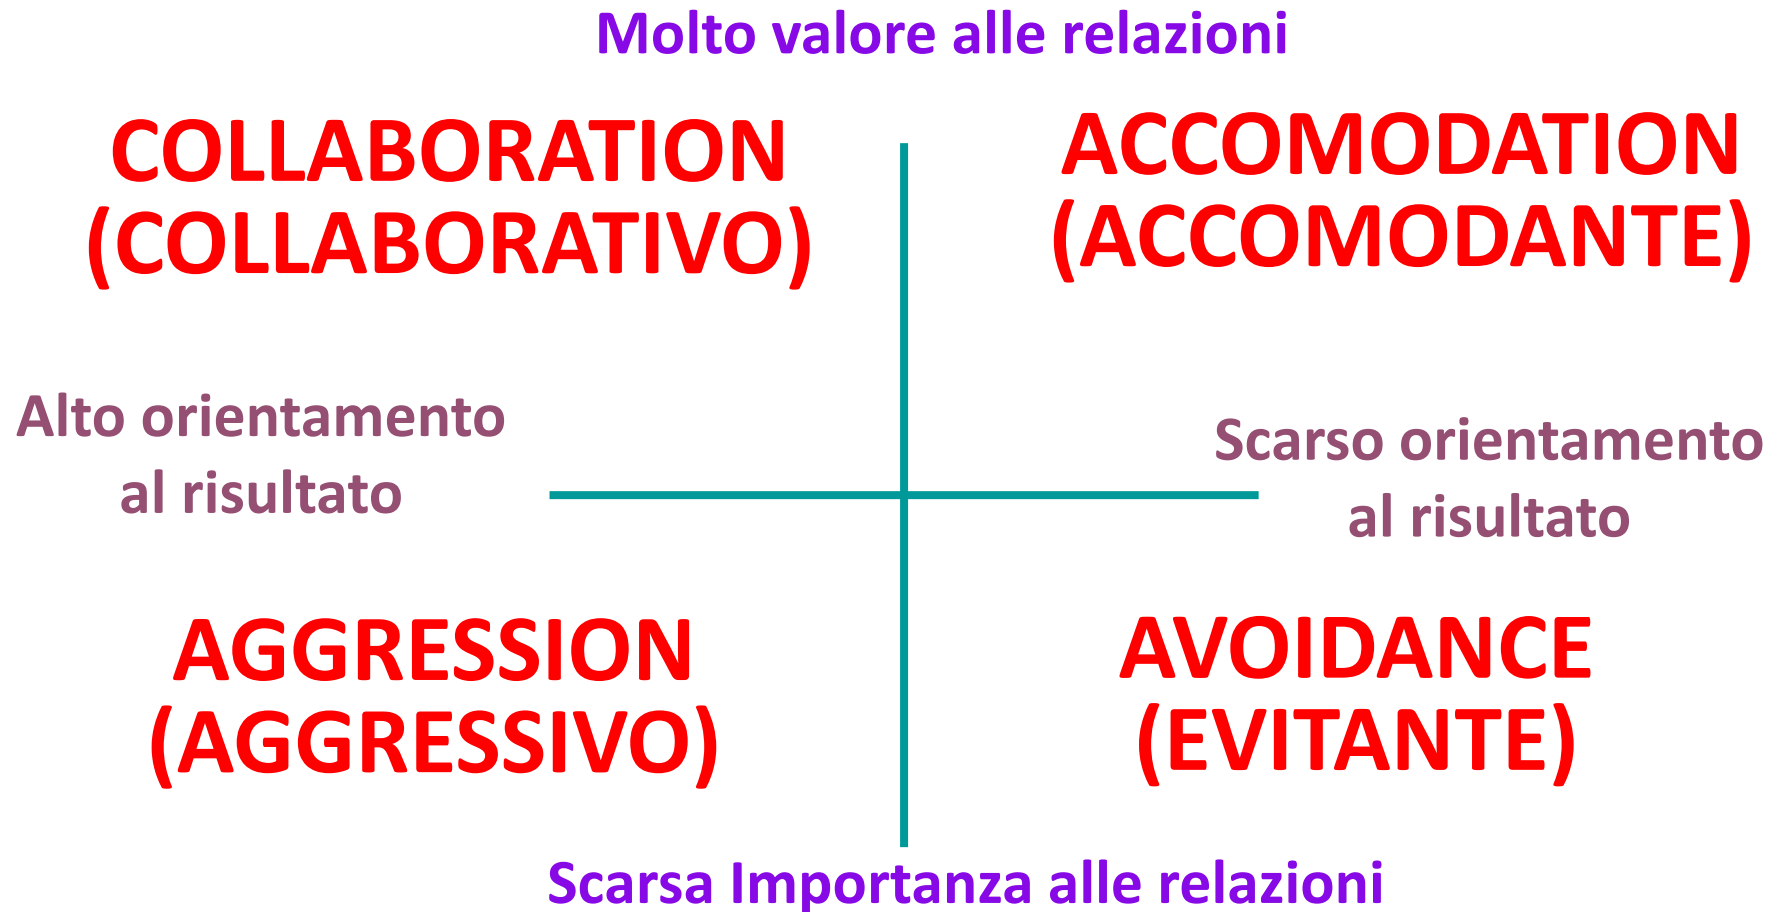 Molto valore alle relazioni
COLLABORATION
(COLLABORATIVO)
ACCOMODATION
(ACCOMODANTE)
Alto orientamento
al risultato
Scarso orientamento
al risultato
AGGRESSION
(AGGRESSIVO)
AVOIDANCE
(EVITANTE)
Scarsa Importanza alle relazioni